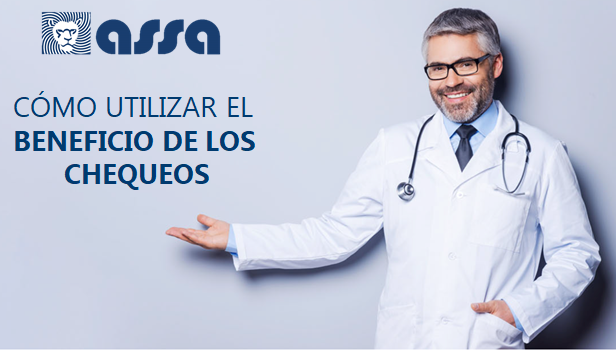 assa
CÓMO UTILIZAR EL
BENEFICIO DE LOS
CHEQUEOS